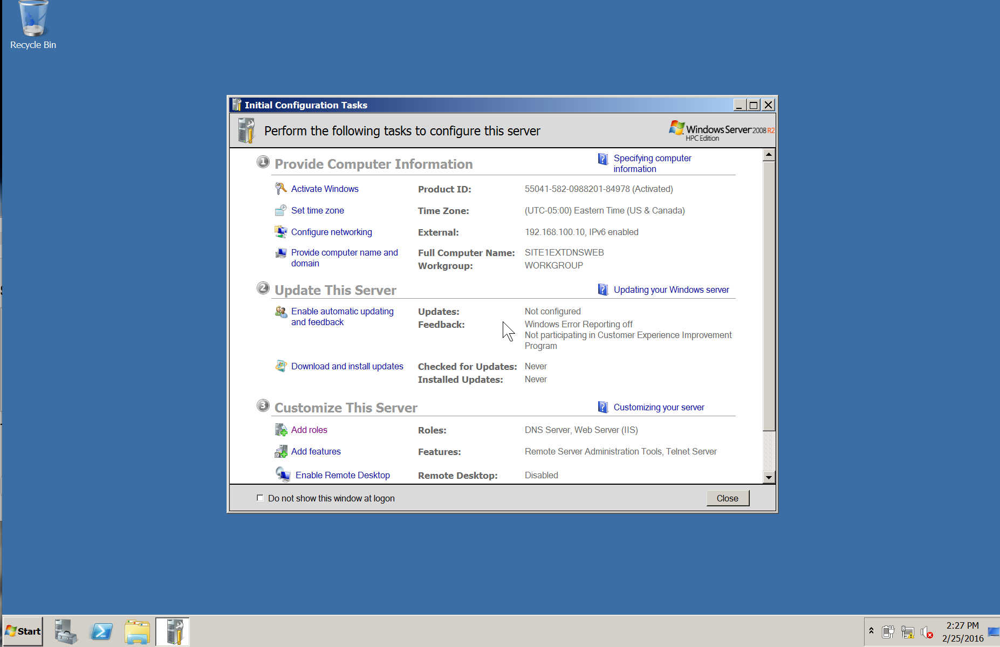 Recycle Bin
Initial Configuration Tasks
Perform the following tasks to configure this server
Windows Server 2008 R2
HPC Edition
1 Provide Computer Information
Specifying computer
information
Activate Windows
Product ID: 55041-582-0988201-84978 (Activated)
Set time zone
Time Zone: (UTC-05:00) Eastern Time (US & Canada)
Configure networking
External: 192.168.100.10, IPv6 enabled
Provide computer name and
domain
Full Computer Name: SITE1EXTDNSWEB
Workgroup: WORKGROUP
2 Update This Server
Updating your Windows server
Enable automatic updating
and feedback
Updates: Not configured
Feedback: Windows Error Reporting off
Not participating in Customer Experience Improvement
Program
Download and install updates
Checked for Updates: Never
Installed Updates: Never
3 Customize This Server
Customizing your server
Add roles
Roles: DNS Server, Web Server (IIS)
Add features
Features: Remote Server Administration Tools, Telnet Server
Enable Remote Desktop
Remote Desktop: Disabled
Do not show this window at logon
Close
Start
2:27 PM
2/25/2016